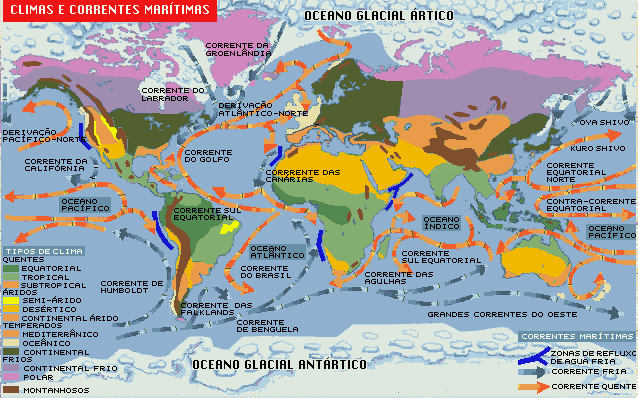 CLIMAS E CORRENTES MARÍTIMAS
OCEANO GLACIAL ÁRTICO
CORRENTE DA
GROENLÂNDIA
CORRENTE DO
LABRADOR
DERIVAÇÃO
ATLÂNTICO-NORTE
DERIVAÇÃO
PACÍFICO-NORTE
OYA SHIVO
KURO SHIVO
CORRENTE DA
CALIFÓRNIA
CORRENTE
DO GOLFO
CORRRENTE DAS
CANÁRIAS
CORRENTE
EQUATORIAL
NORTE
CONTRA-CORRENTE
EQUATORIAL
OCEANO
PACÍFICO
CORRENTE SUL
EQUATORIAL
OCEANO
ÍNDICO
OCEANO
PACÍFICO
OCEANO
ATLÂNTICO
CORRENTE
SUL EQUATORIAL
CORRENTE
DO BRASIL
CORRENTE DAS
AGULHAS
CORRENTE DE
HUMBOLDT
CORRENTE DAS
FALKLANDS
CORRENTE
DE BENGUELA
GRANDES CORRENTES DO OESTE
OCEANO GLACIAL ANTÁRTICO
TIPOS DE CLIMA
QUENTES
EQUATORIAL
TROPICAL
SUBTROPICAL
ÁRIDOS
SEMI-ÁRIDO
DESÉRTICO
CONTINENTAL ÁRIDO
TEMPERADOS
MEDITERRÂNICO
OCEÂNICO
CONTINENTAL
FRIOS
CONTINENTAL FRIO
POLAR
MONTANHOSOS
CORRENTES MARÍTIMAS
ZONAS DE REFLUXO
DE AGUA FRIA
CORRENTE FRIA
CORRENTE QUENTE